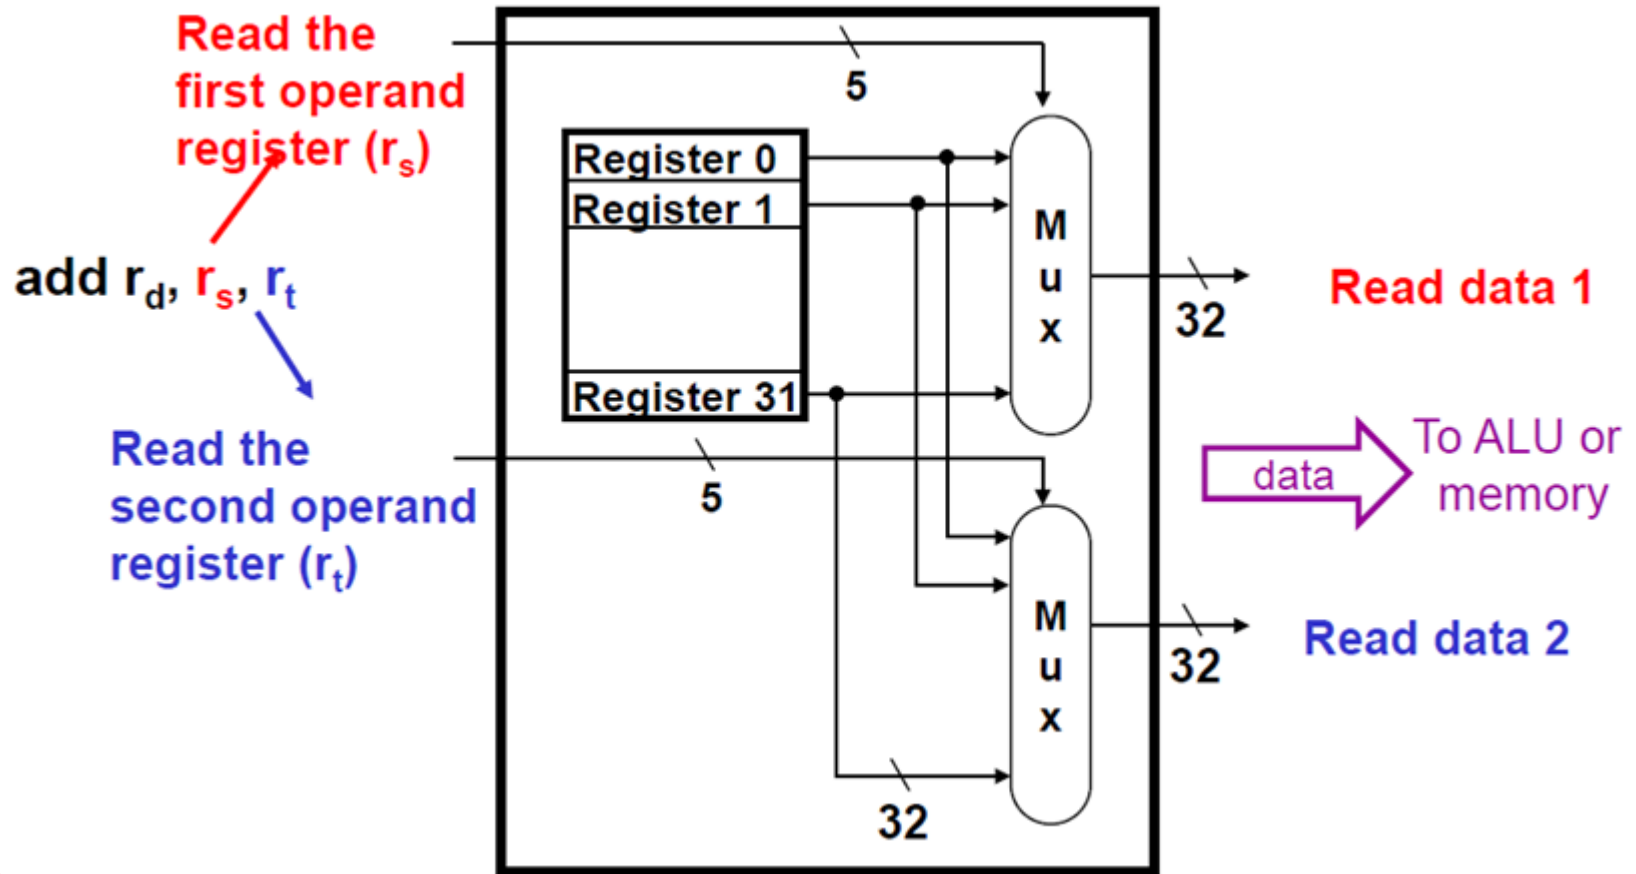 Read the
first operand
register (rs)
add rd, rs, rt
Read the
second operand
register (rt)
5
Register 0
Register 1
Register 31
M
u
x
32
Read data 1
5
M
u
x
32
32
Read data 2
data
To ALU or
memory